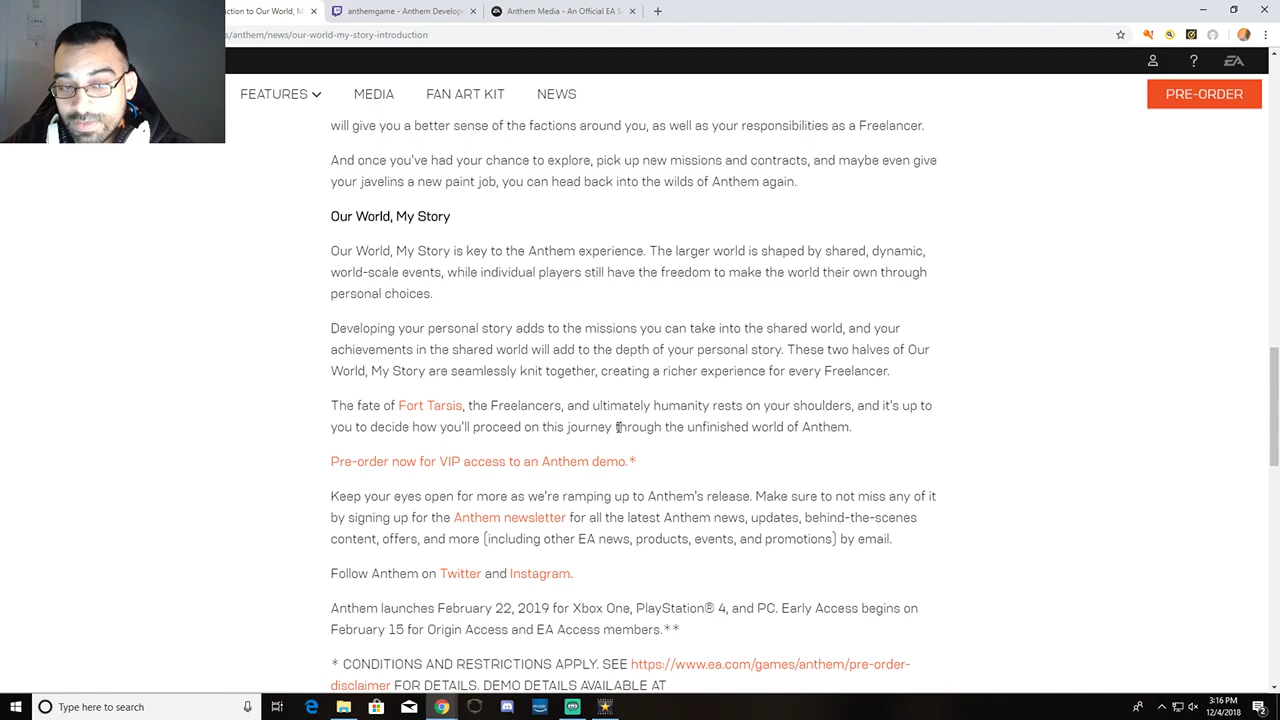 ction to Our World, M
anthemgame - Anthem Develop
Anthem Media - An Official EA S
s/anthem/news/our-world-my-story-introduction
EA
FEATURES
MEDIA
FAN ART KIT
NEWS
PRE-ORDER
will give you a better sense of the factions around you, as well as your responsibilities as a Freelancer.
And once you've had your chance to explore, pick up new missions and contracts, and maybe even give
your javelins a new paint job, you can head back into the wilds of Anthem again.
Our World, My Story
Our World, My Story is key to the Anthem experience. The larger world is shaped by shared, dynamic,
world-scale events, while individual players still have the freedom to make the world their own through
personal choices.
Developing your personal story adds to the missions you can take into the shared world, and your
achievements in the shared world will add to the depth of your personal story. These two halves of Our
World, My Story are seamlessly knit together, creating a richer experience for every Freelancer.
The fate of Fort Tarsis, the Freelancers, and ultimately humanity rests on your shoulders, and it's up to
you to decide how you'll proceed on this journey through the unfinished world of Anthem.
Pre-order now for VIP access to an Anthem demo.*
Keep your eyes open for more as we're ramping up to Anthem's release. Make sure to not miss any of it
by signing up for the Anthem newsletter for all the latest Anthem news, updates, behind-the-scenes
content, offers, and more (including other EA news, products, events, and promotions) by email.
Follow Anthem on Twitter and Instagram.
Anthem launches February 22, 2019 for Xbox One, PlayStation® 4, and PC. Early Access begins on
February 15 for Origin Access and EA Access members.**
* CONDITIONS AND RESTRICTIONS APPLY. SEE https://www.ea.com/games/anthem/pre-order-
disclaimer FOR DETAILS. DEMO DETAILS AVAILABLE AT
Type here to search
3:16 PM
12/4/2018
2